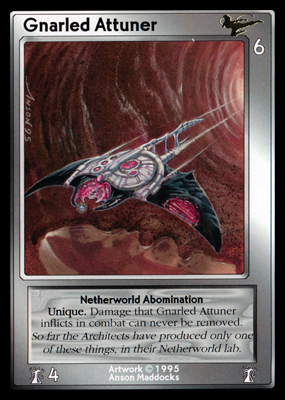 Gnarled Attuner
6
Netherworld Abomination
Unique. Damage that Gnarled Attuner
inflicts in combat can never be removed.
So far the Architects have produced only one
of these things, in their Netherworld lab.
4
Artwork © 1995
Anson Maddocks
4